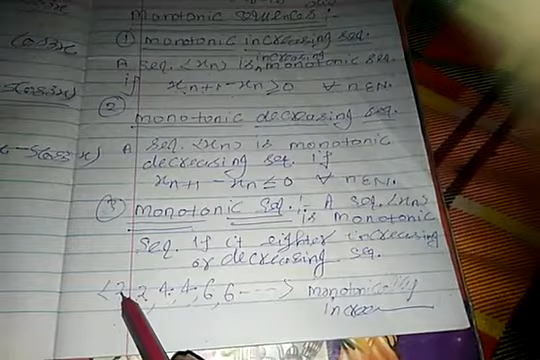 Monotonic sequences :-
① monotonic increasing seq.
increasing
A seq. <xn> is monotonic seq.
if
xn+1 - xn ≥ 0 ∀ n∈N.
② monotonic decreasing seq.
A seq. <xn> is monotonic
decreasing seq. if
xn+1 - xn ≤ 0 ∀ n∈N.
③ monotonic seq. :- A seq. <xn>
is monotonic
seq. if it eighter increasing
or decreasing seq.
<2, 2, 4, 4, 6, 6 ----> monotonically
increa